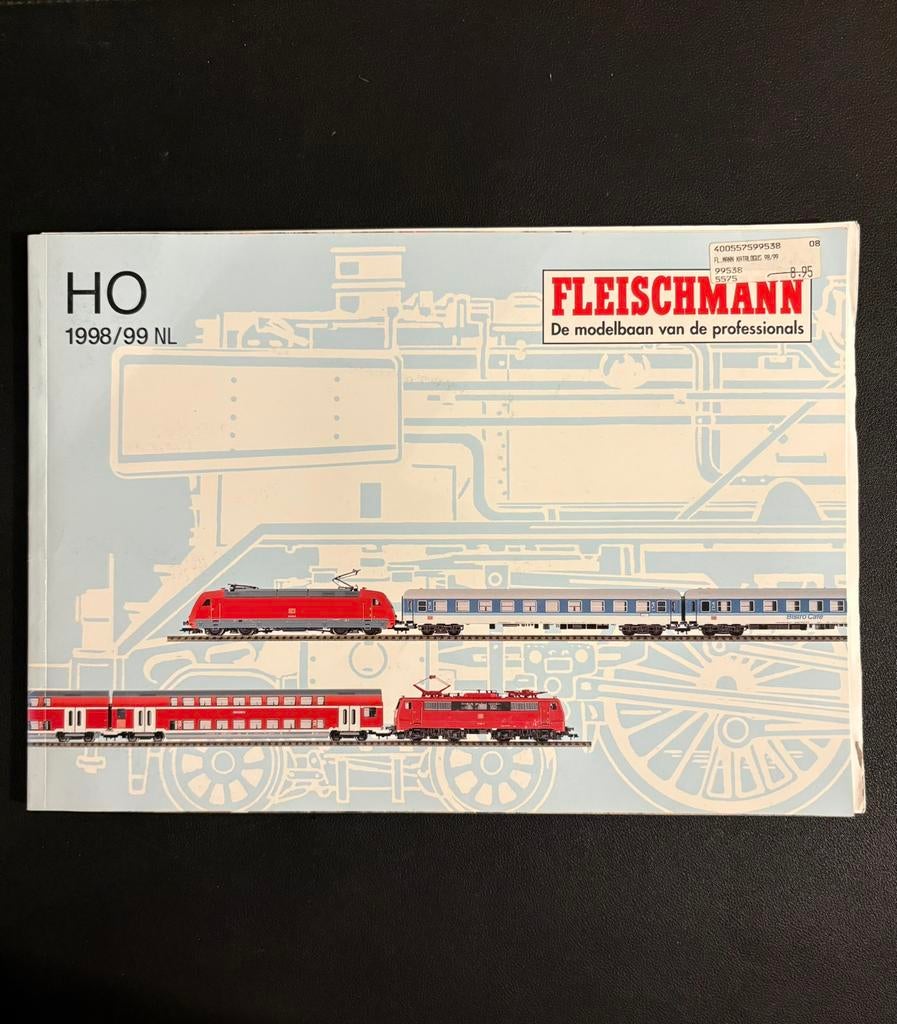 HO
1998/99 NL
400557599538 08
FL.MANN KATALOGUS 98/99
99538 8.95
5575
FLEISCHMANN
De modelbaan van de professionals
Bistro Café